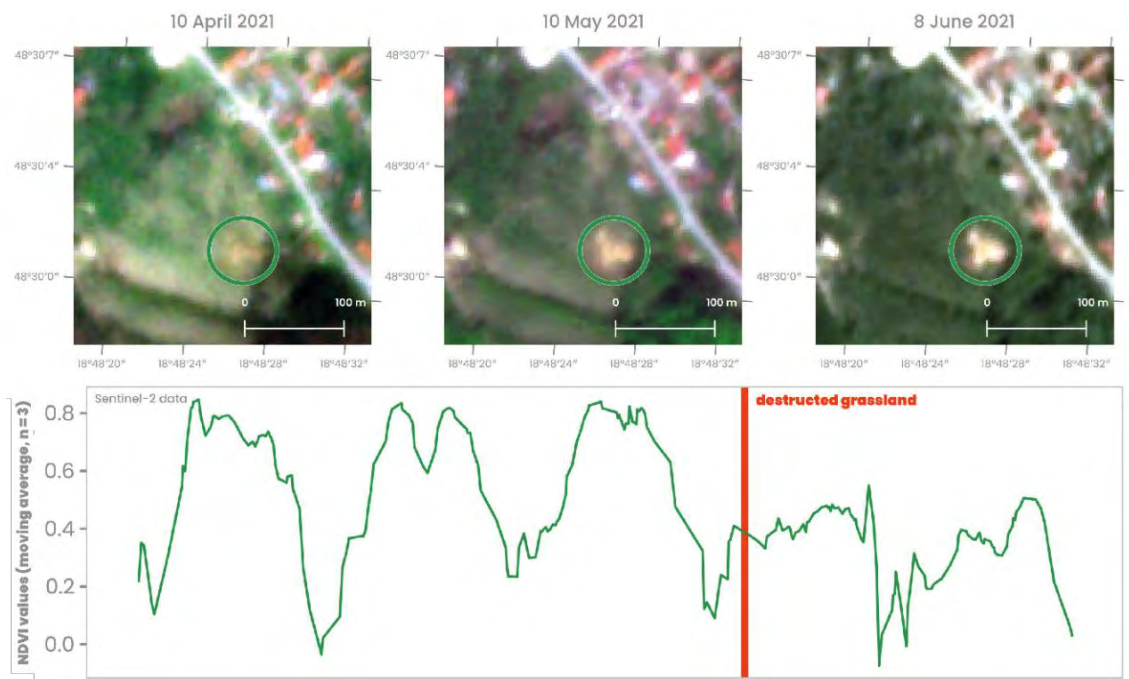 10 April 2021
10 May 2021
8 June 2021
48°30'7"
48°30'7"
48°30'7"
48°30'4"
48°30'4"
48°30'4"
48°30'0"
48°30'0"
48°30'0"
0 100 m
0 100 m
0 100 m
18°48'20" 18°48'24" 18°48'28" 18°48'32"
18°48'20" 18°48'24" 18°48'28" 18°48'32"
18°48'20" 18°48'24" 18°48'28" 18°48'32"
NDVI values (moving average, n=3)
Sentinel-2 data
destructed grassland
0.8
0.6
0.4
0.2
0.0